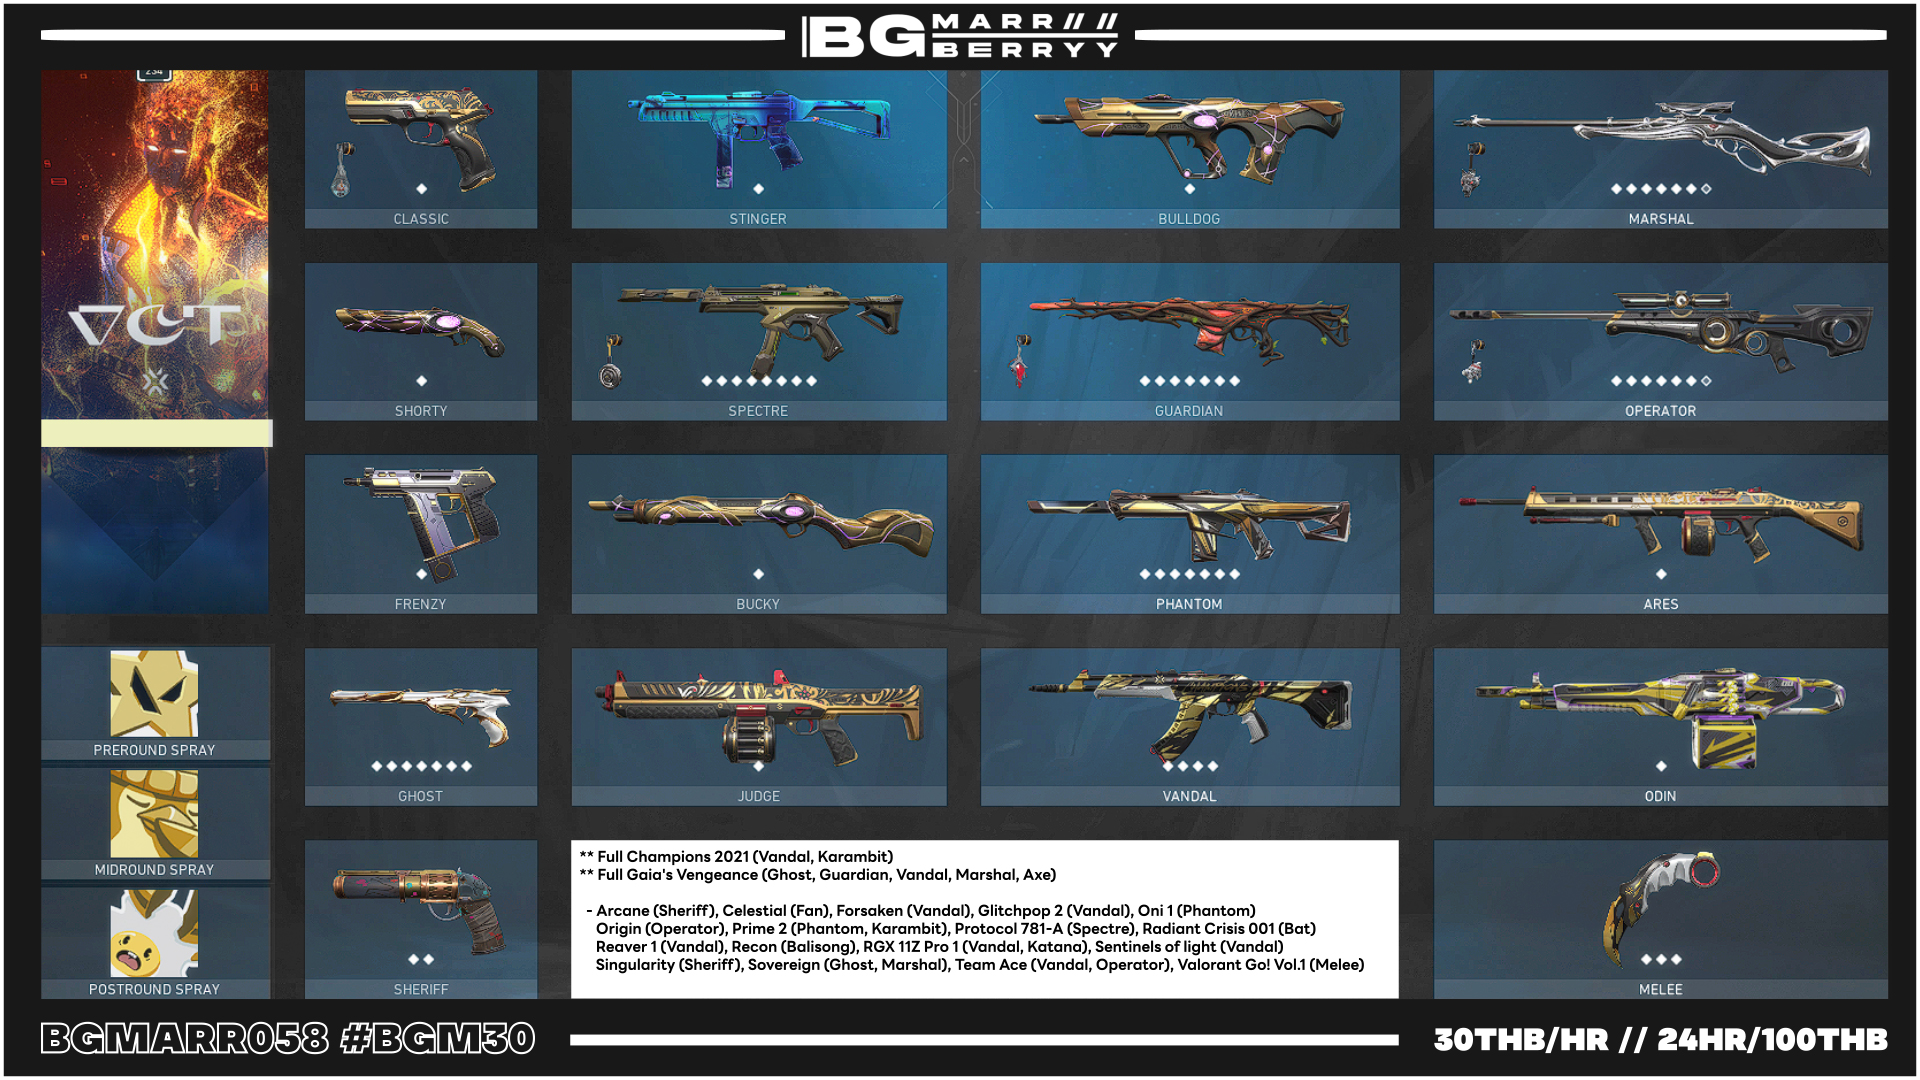 BG MARR// //
BERRYY
234
VCT
CLASSIC
STINGER
BULLDOG
MARSHAL
SHORTY
SPECTRE
GUARDIAN
OPERATOR
FRENZY
BUCKY
PHANTOM
ARES
PREROUND SPRAY
GHOST
JUDGE
VANDAL
ODIN
MIDROUND SPRAY
POSTROUND SPRAY
SHERIFF
** Full Champions 2021 (Vandal, Karambit)
** Full Gaia's Vengeance (Ghost, Guardian, Vandal, Marshal, Axe)
- Arcane (Sheriff), Celestial (Fan), Forsaken (Vandal), Glitchpop 2 (Vandal), Oni 1 (Phantom)
Origin (Operator), Prime 2 (Phantom, Karambit), Protocol 781-A (Spectre), Radiant Crisis 001 (Bat)
Reaver 1 (Vandal), Recon (Balisong), RGX 11Z Pro 1 (Vandal, Katana), Sentinels of light (Vandal)
Singularity (Sheriff), Sovereign (Ghost, Marshal), Team Ace (Vandal, Operator), Valorant Go! Vol.1 (Melee)
MELEE
BGMARR058 #BGM30
30THB/HR // 24HR/100THB